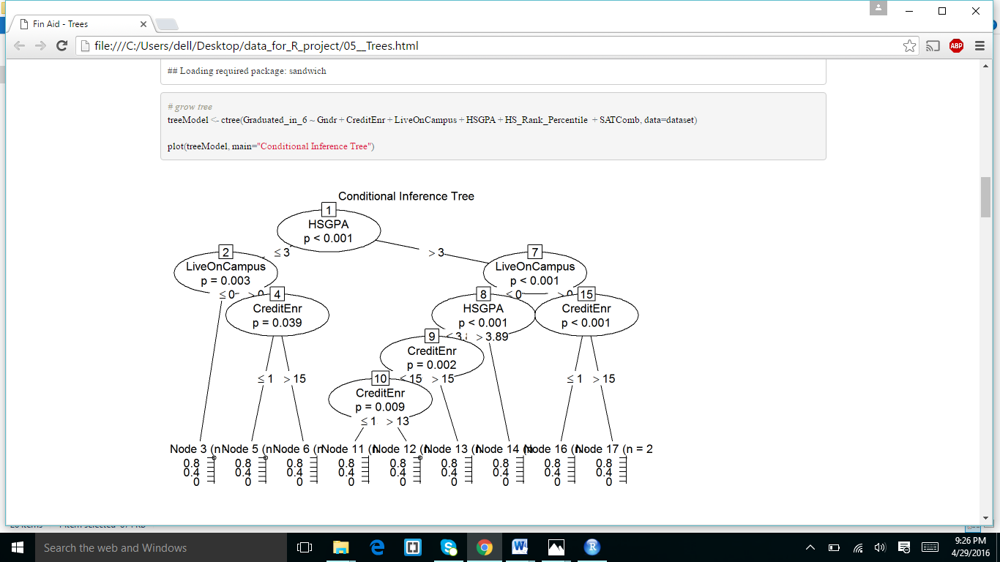 Fin Aid - Trees
file:///C:/Users/dell/Desktop/data_for_R_project/05__Trees.html
ABP
## Loading required package: sandwich
# grow tree
treeModel <- ctree(Graduated_in_6 ~ Gndr + CreditEnr + LiveOnCampus + HSGPA + HS_Rank_Percentile + SATComb, data=dataset)
plot(treeModel, main="Conditional Inference Tree")
Conditional Inference Tree
1
HSGPA
p < 0.001
≤ 3 > 3
2 7
LiveOnCampus LiveOnCampus
p = 0.003 p < 0.001
≤ 0 > 0 ≤ 0 > 0
4 8 15
CreditEnr HSGPA CreditEnr
p = 0.039 p < 0.001 p < 0.001
> 3.89
9
CreditEnr
p = 0.002
≤ 1 > 15 ≤ 15 > 15 ≤ 1 > 15
10
CreditEnr
p = 0.009
≤ 1 > 13
Node 3 (n Node 5 (n Node 6 (n Node 11 (n Node 12 (n Node 13 (n Node 14 (n Node 16 (n Node 17 (n = 2
0.8 0.8 0.8 0.8 0.8 0.8 0.8 0.8 0.8
0.4 0.4 0.4 0.4 0.4 0.4 0.4 0.4 0.4
0 0 0 0 0 0 0 0 0
Search the web and Windows
9:26 PM
4/29/2016